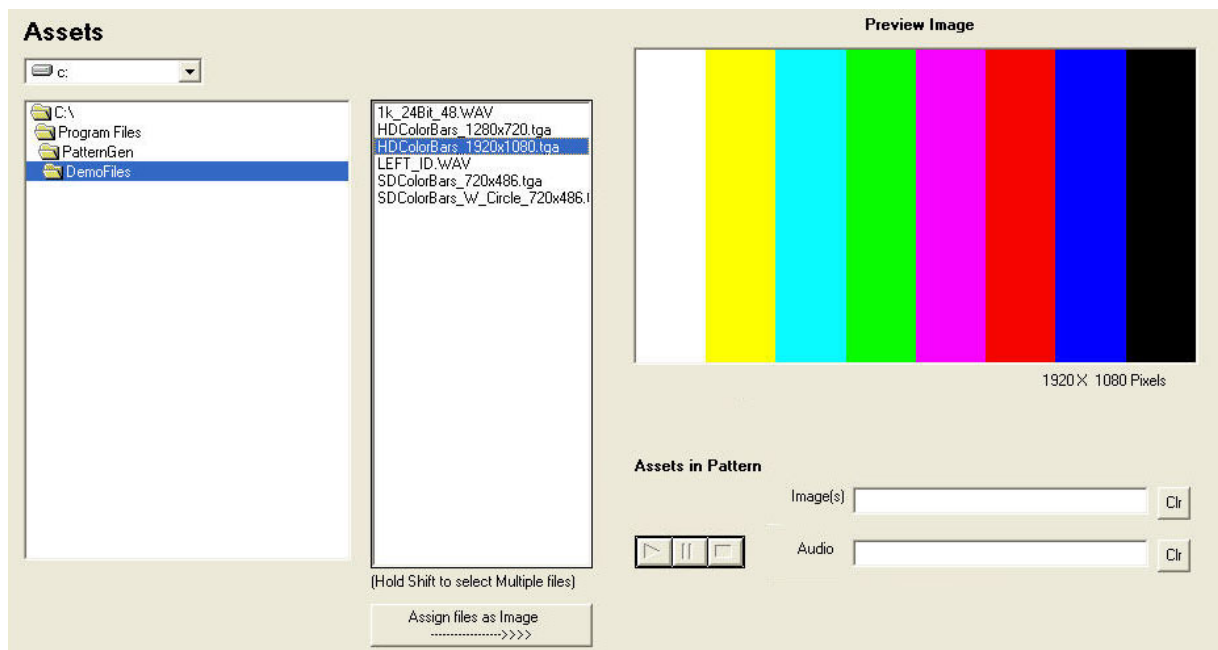 Assets
c:
C:\
Program Files
PatternGen
DemoFiles
1k_24Bit_48.WAV
HDColorBars_1280x720.tga
HDColorBars_1920x1080.tga
LEFT_ID.WAV
SDColorBars_720x486.tga
SDColorBars_W_Circle_720x486.t
(Hold Shift to select Multiple files)
Assign files as Image
------------------>>>>
Preview Image
1920 X 1080 Pixels
Assets in Pattern
Image(s)
Clr
Audio
Clr